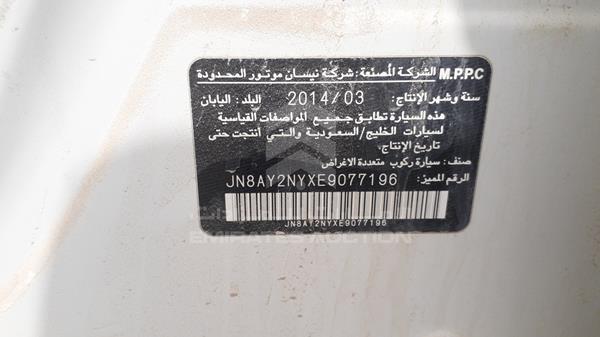 M.P.P.C الشركة المصنعة: شركة نيسان موتور المحدودة
سنة وشهر الإنتاج: 2014/03 البلد: اليابان
هذه السيارة تطابق جميع المواصفات القياسية
لسيارات الخليج/السعودية والتي أنتجت حتى
تاريخ الإنتاج.
صنف: سيارة ركوب متعددة الاغراض
الرقم المميز: JN8AY2NYXE9077196
JN8AY2NYXE9077196
EMIRATES AUCTION